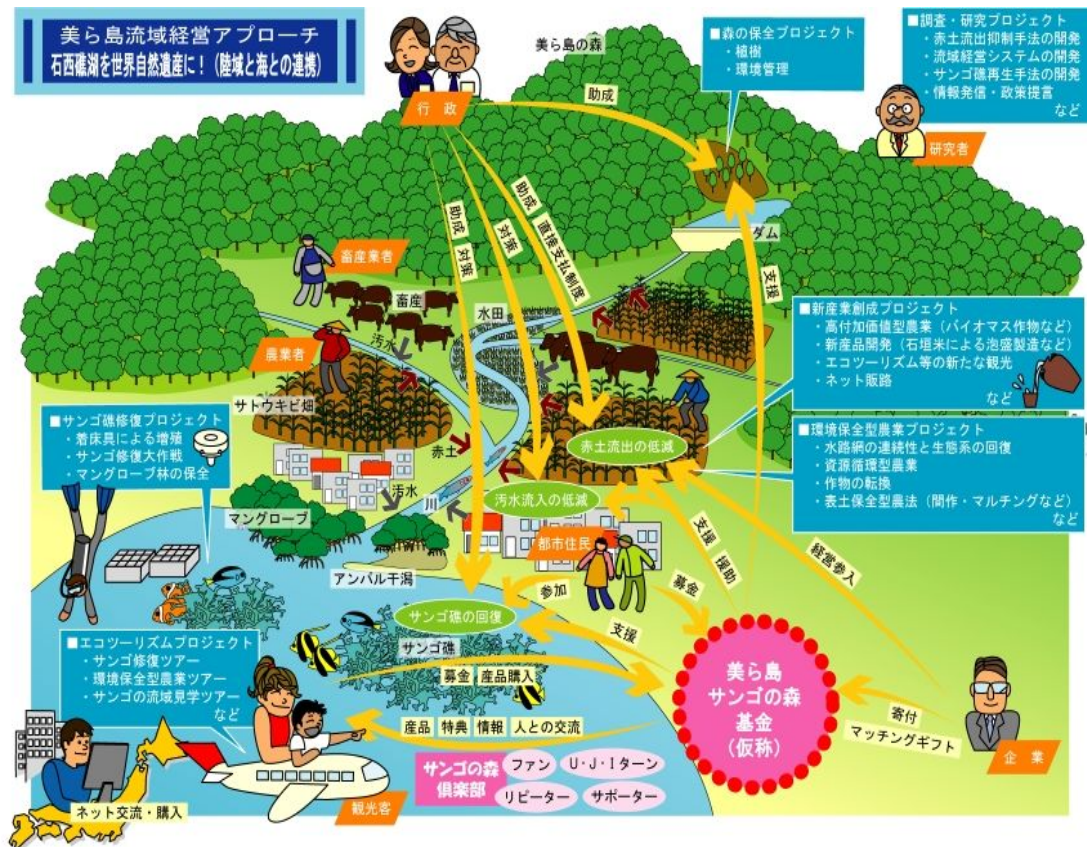 美ら島流域経営アプローチ
石西礁湖を世界自然遺産に!(陸域と海との連携)
行政
美ら島の森
助成
■森の保全プロジェクト
・植樹
・環境管理
■調査・研究プロジェクト
・赤土流出抑制手法の開発
・流域経営システムの開発
・サンゴ礁再生手法の開発
・情報発信・政策提言
など
研究者
助成 対策
対策
助成 直接支払制度
ダム
支援
畜産業者
畜産
水田
汚水
農業者
サトウキビ畑
赤土
汚水
川
■新産業創成プロジェクト
・高付加価値型農業(バイオマス作物など)
・新産品開発(石垣米による泡盛製造など)
・エコツーリズム等の新たな観光
・ネット販路
など
■サンゴ礁修復プロジェクト
・着床具による増殖
・サンゴ修復大作戦
・マングローブ林の保全
赤土流出の低減
汚水流入の低減
■環境保全型農業プロジェクト
・水路網の連続性と生態系の回復
・資源循環型農業
・作物の転換
・表土保全型農法(間作・マルチングなど)
など
マングローブ
アンパル干潟
都市住民
参加
募金
支援 援助
経営参入
サンゴ礁の回復
支援
サンゴ礁
募金 産品購入
■エコツーリズムプロジェクト
・サンゴ修復ツアー
・環境保全型農業ツアー
・サンゴの流域見学ツアー
など
産品 特典 情報 人との交流
美ら島
サンゴの森
基金
(仮称)
寄付
マッチングギフト
企業
サンゴの森
倶楽部
ファン
U・J・Iターン
リピーター
サポーター
観光客
ネット交流・購入